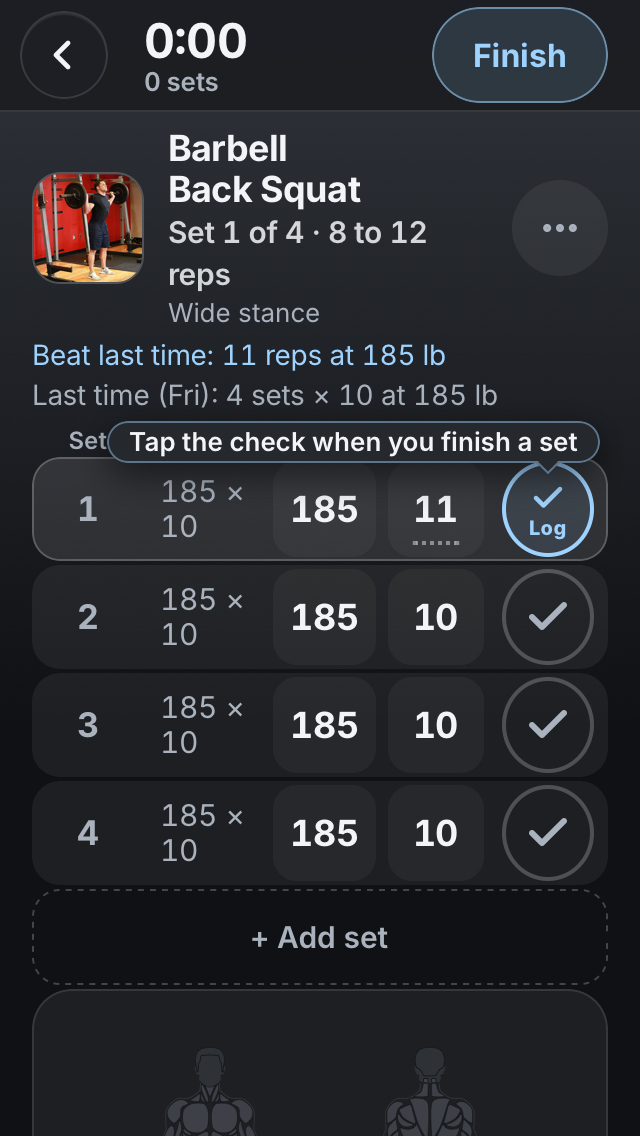 0:00
0 sets
Finish
Barbell
Back Squat
Set 1 of 4 · 8 to 12
reps
Wide stance
Beat last time: 11 reps at 185 lb
Last time (Fri): 4 sets × 10 at 185 lb
Set
Tap the check when you finish a set
1
185 ×
10
185
11
Log
2
185 ×
10
185
10
3
185 ×
10
185
10
4
185 ×
10
185
10
+ Add set